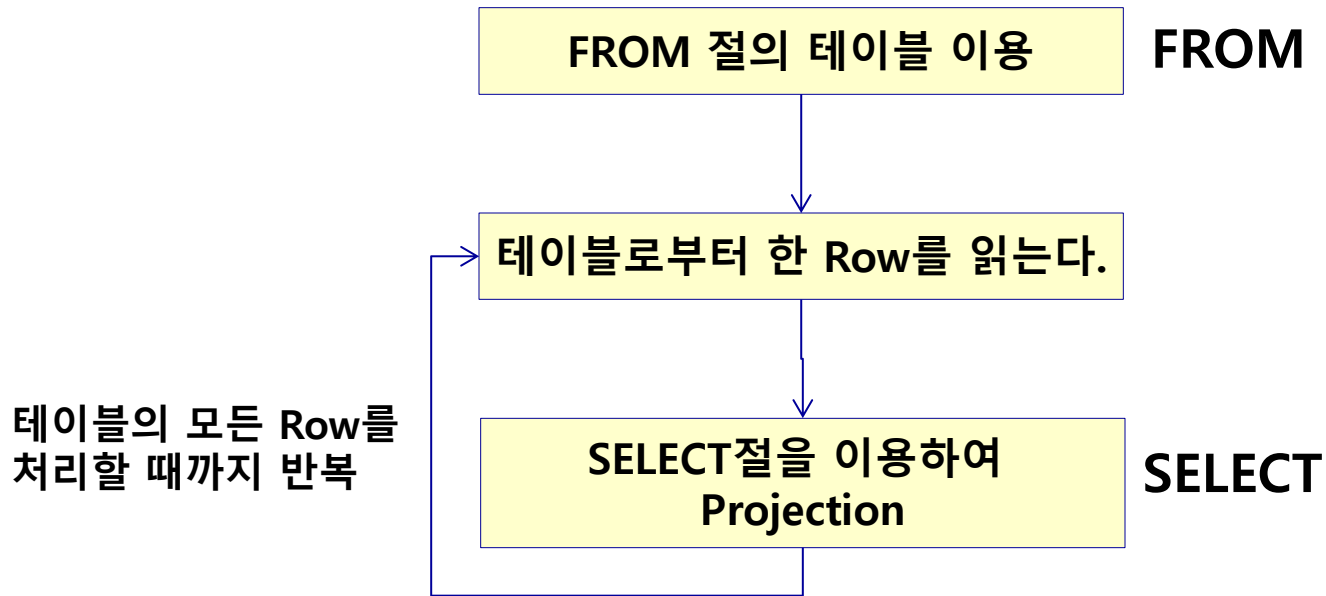 FROM 절의 테이블 이용
FROM
테이블로부터 한 Row를 읽는다.
테이블의 모든 Row를
처리할 때까지 반복
SELECT절을 이용하여
Projection
SELECT